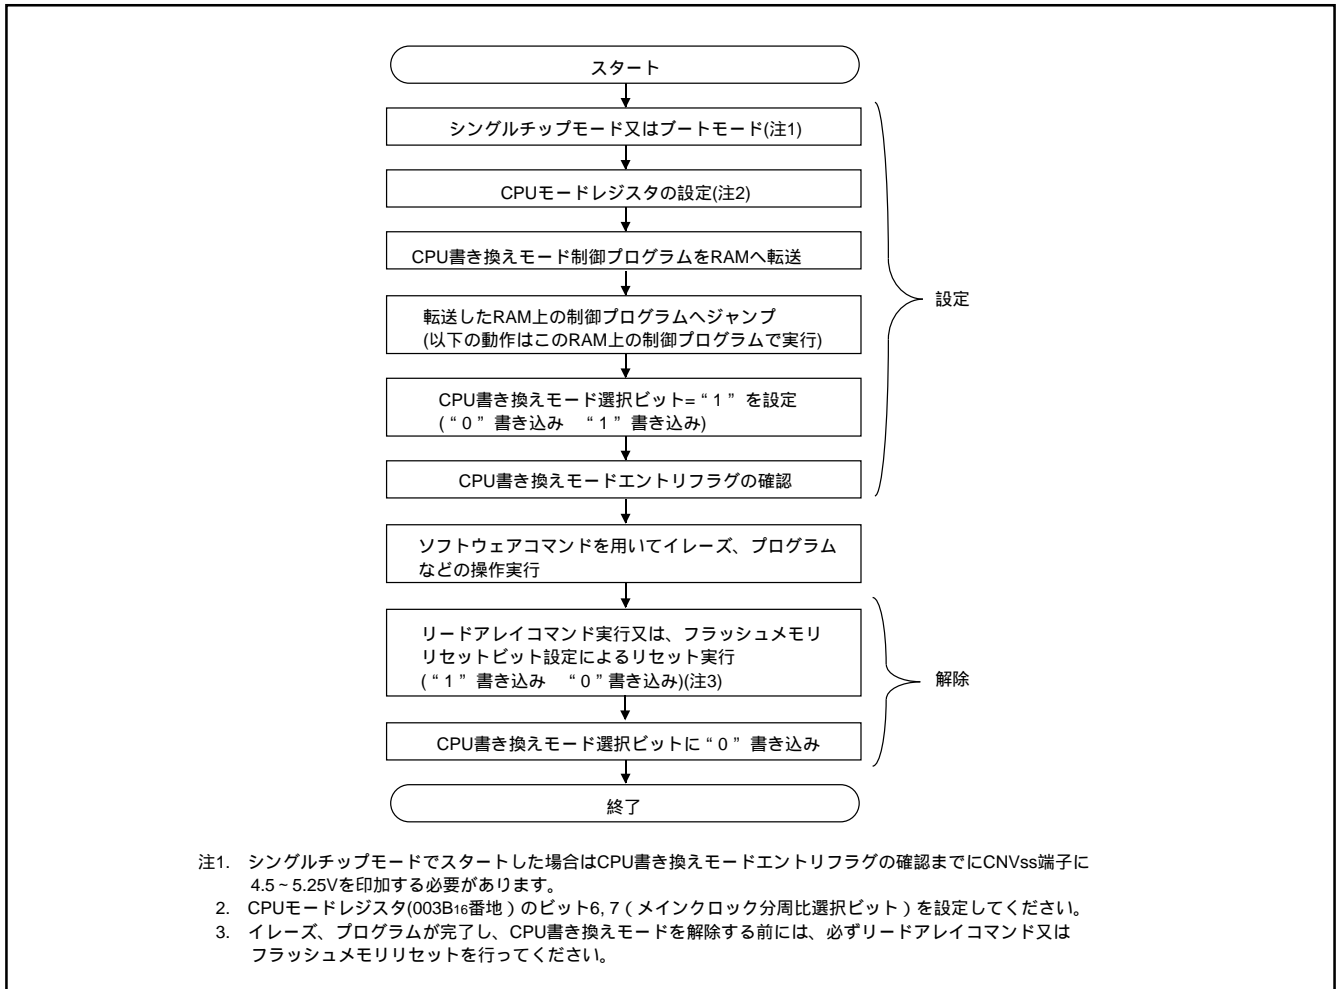 スタート
シングルチップモード又はブートモード(注1)
CPUモードレジスタの設定(注2)
CPU書き換えモード制御プログラムをRAMへ転送
転送したRAM上の制御プログラムへジャンプ
(以下の動作はこのRAM上の制御プログラムで実行)
CPU書き換えモード選択ビット= “ 1 ” を設定
( “ 0 ” 書き込み “ 1 ” 書き込み)
CPU書き換えモードエントリフラグの確認
設定
ソフトウェアコマンドを用いてイレーズ、プログラム
などの操作実行
リードアレイコマンド実行又は、フラッシュメモリ
リセットビット設定によるリセット実行
( “ 1 ” 書き込み “ 0 ” 書き込み)(注3)
CPU書き換えモード選択ビットに “ 0 ” 書き込み
解除
終了
注1. シングルチップモードでスタートした場合はCPU書き換えモードエントリフラグの確認までにCNVss端子に
4.5 ~ 5.25Vを印加する必要があります。
2. CPUモードレジスタ(003B16番地 ) のビット6, 7 ( メインクロック分周比選択ビット ) を設定してください。
3. イレーズ、プログラムが完了し、CPU書き換えモードを解除する前には、必ずリードアレイコマンド又は
フラッシュメモリリセットを行ってください。